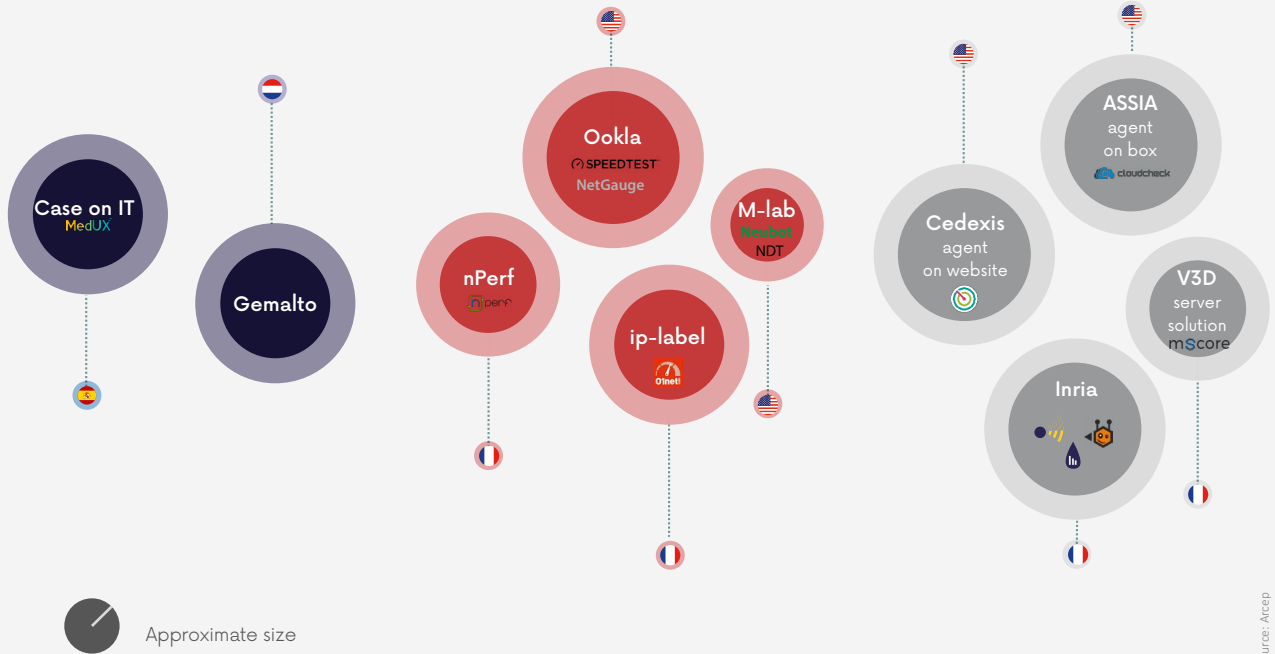 Case on IT
MedUX
Gemalto
Ookla
SPEEDTEST
NetGauge
nPerf
nperf
M-lab
Neubot
NDT
ip-label
01net!
Cedexis
agent
on website
ASSIA
agent
on box
cloudcheck
V3D
server
solution
mscore
Inria
Approximate size
urce: Arcep